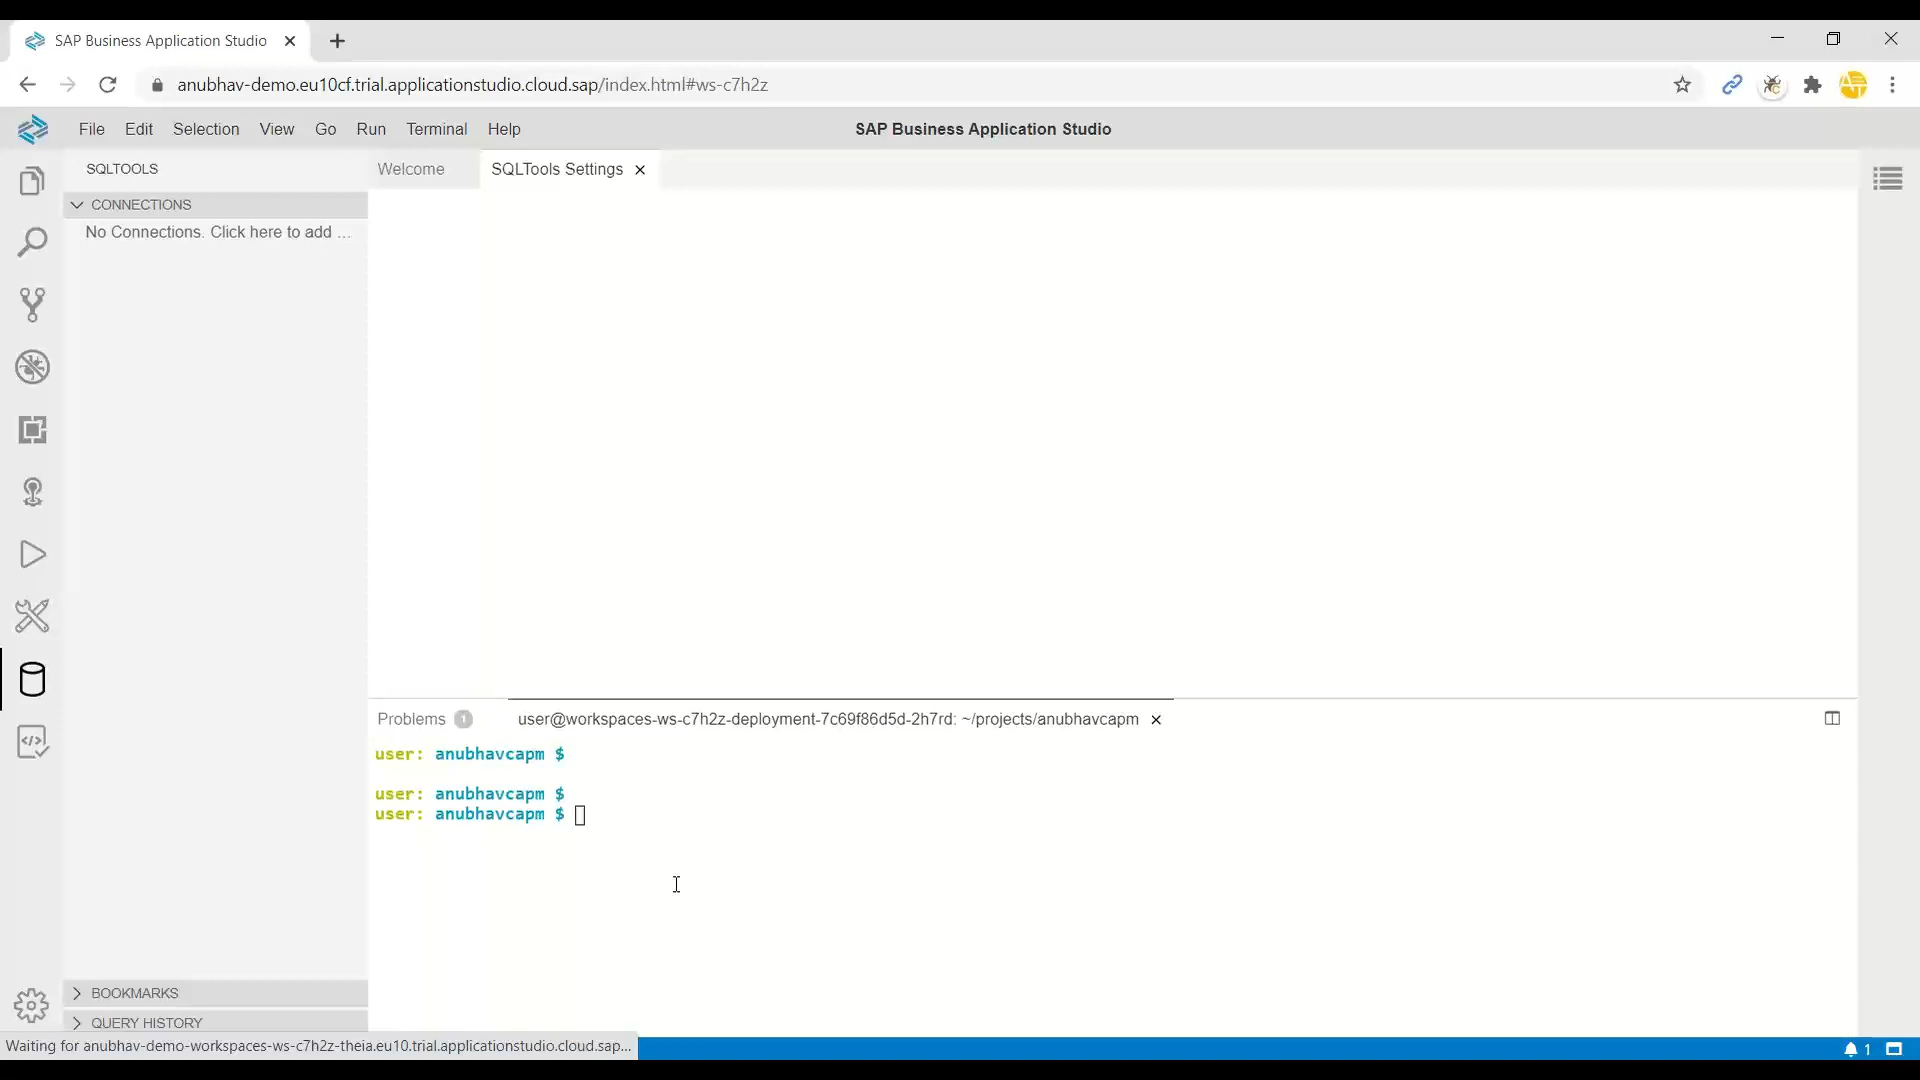 SAP Business Application Studio
anubhav-demo.eu10cf.trial.applicationstudio.cloud.sap/index.html#ws-c7h2z
File Edit Selection View Go Run Terminal Help
SAP Business Application Studio
SQLTOOLS
Welcome
SQLTools Settings
CONNECTIONS
No Connections. Click here to add ...
Problems 1
user@workspaces-ws-c7h2z-deployment-7c69f86d5d-2h7rd: ~/projects/anubhavcapm
user: anubhavcapm $
user: anubhavcapm $
user: anubhavcapm $
BOOKMARKS
QUERY HISTORY
Waiting for anubhav-demo-workspaces-ws-c7h2z-theia.eu10.trial.applicationstudio.cloud.sap...
1